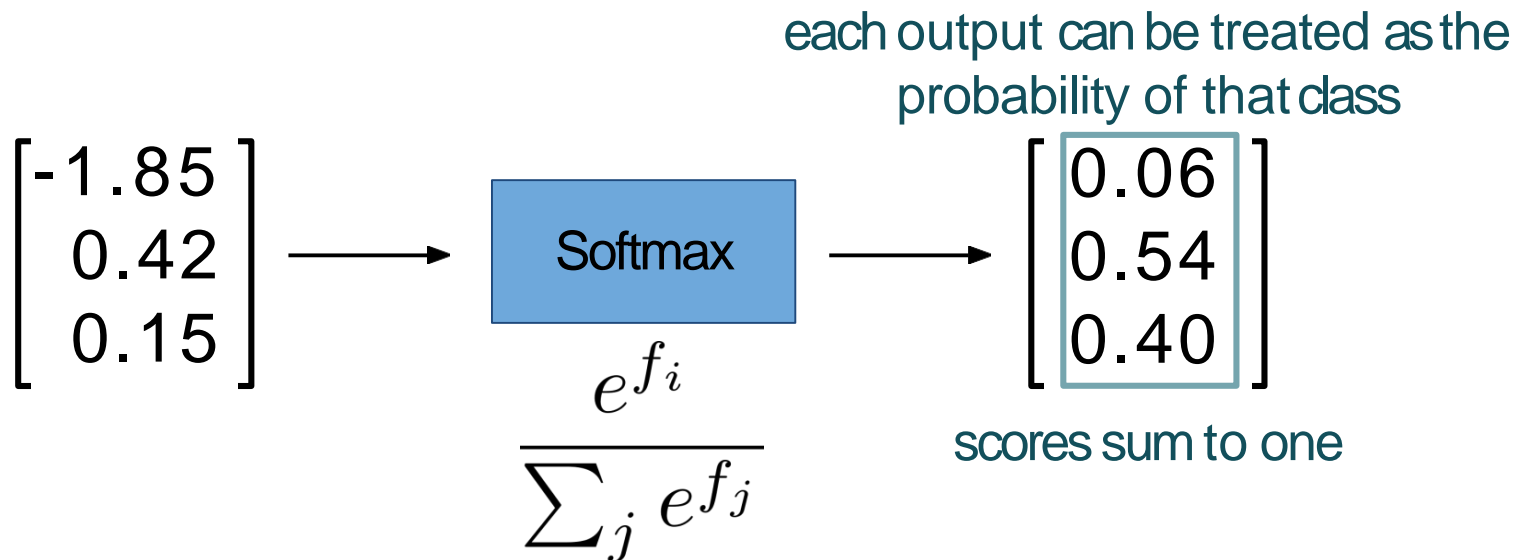 each output can be treated as the
probability of that class
-1.85
0.42
0.15
Softmax
e^{f_i}
∑_j e^{f_j}
0.06
0.54
0.40
scores sum to one